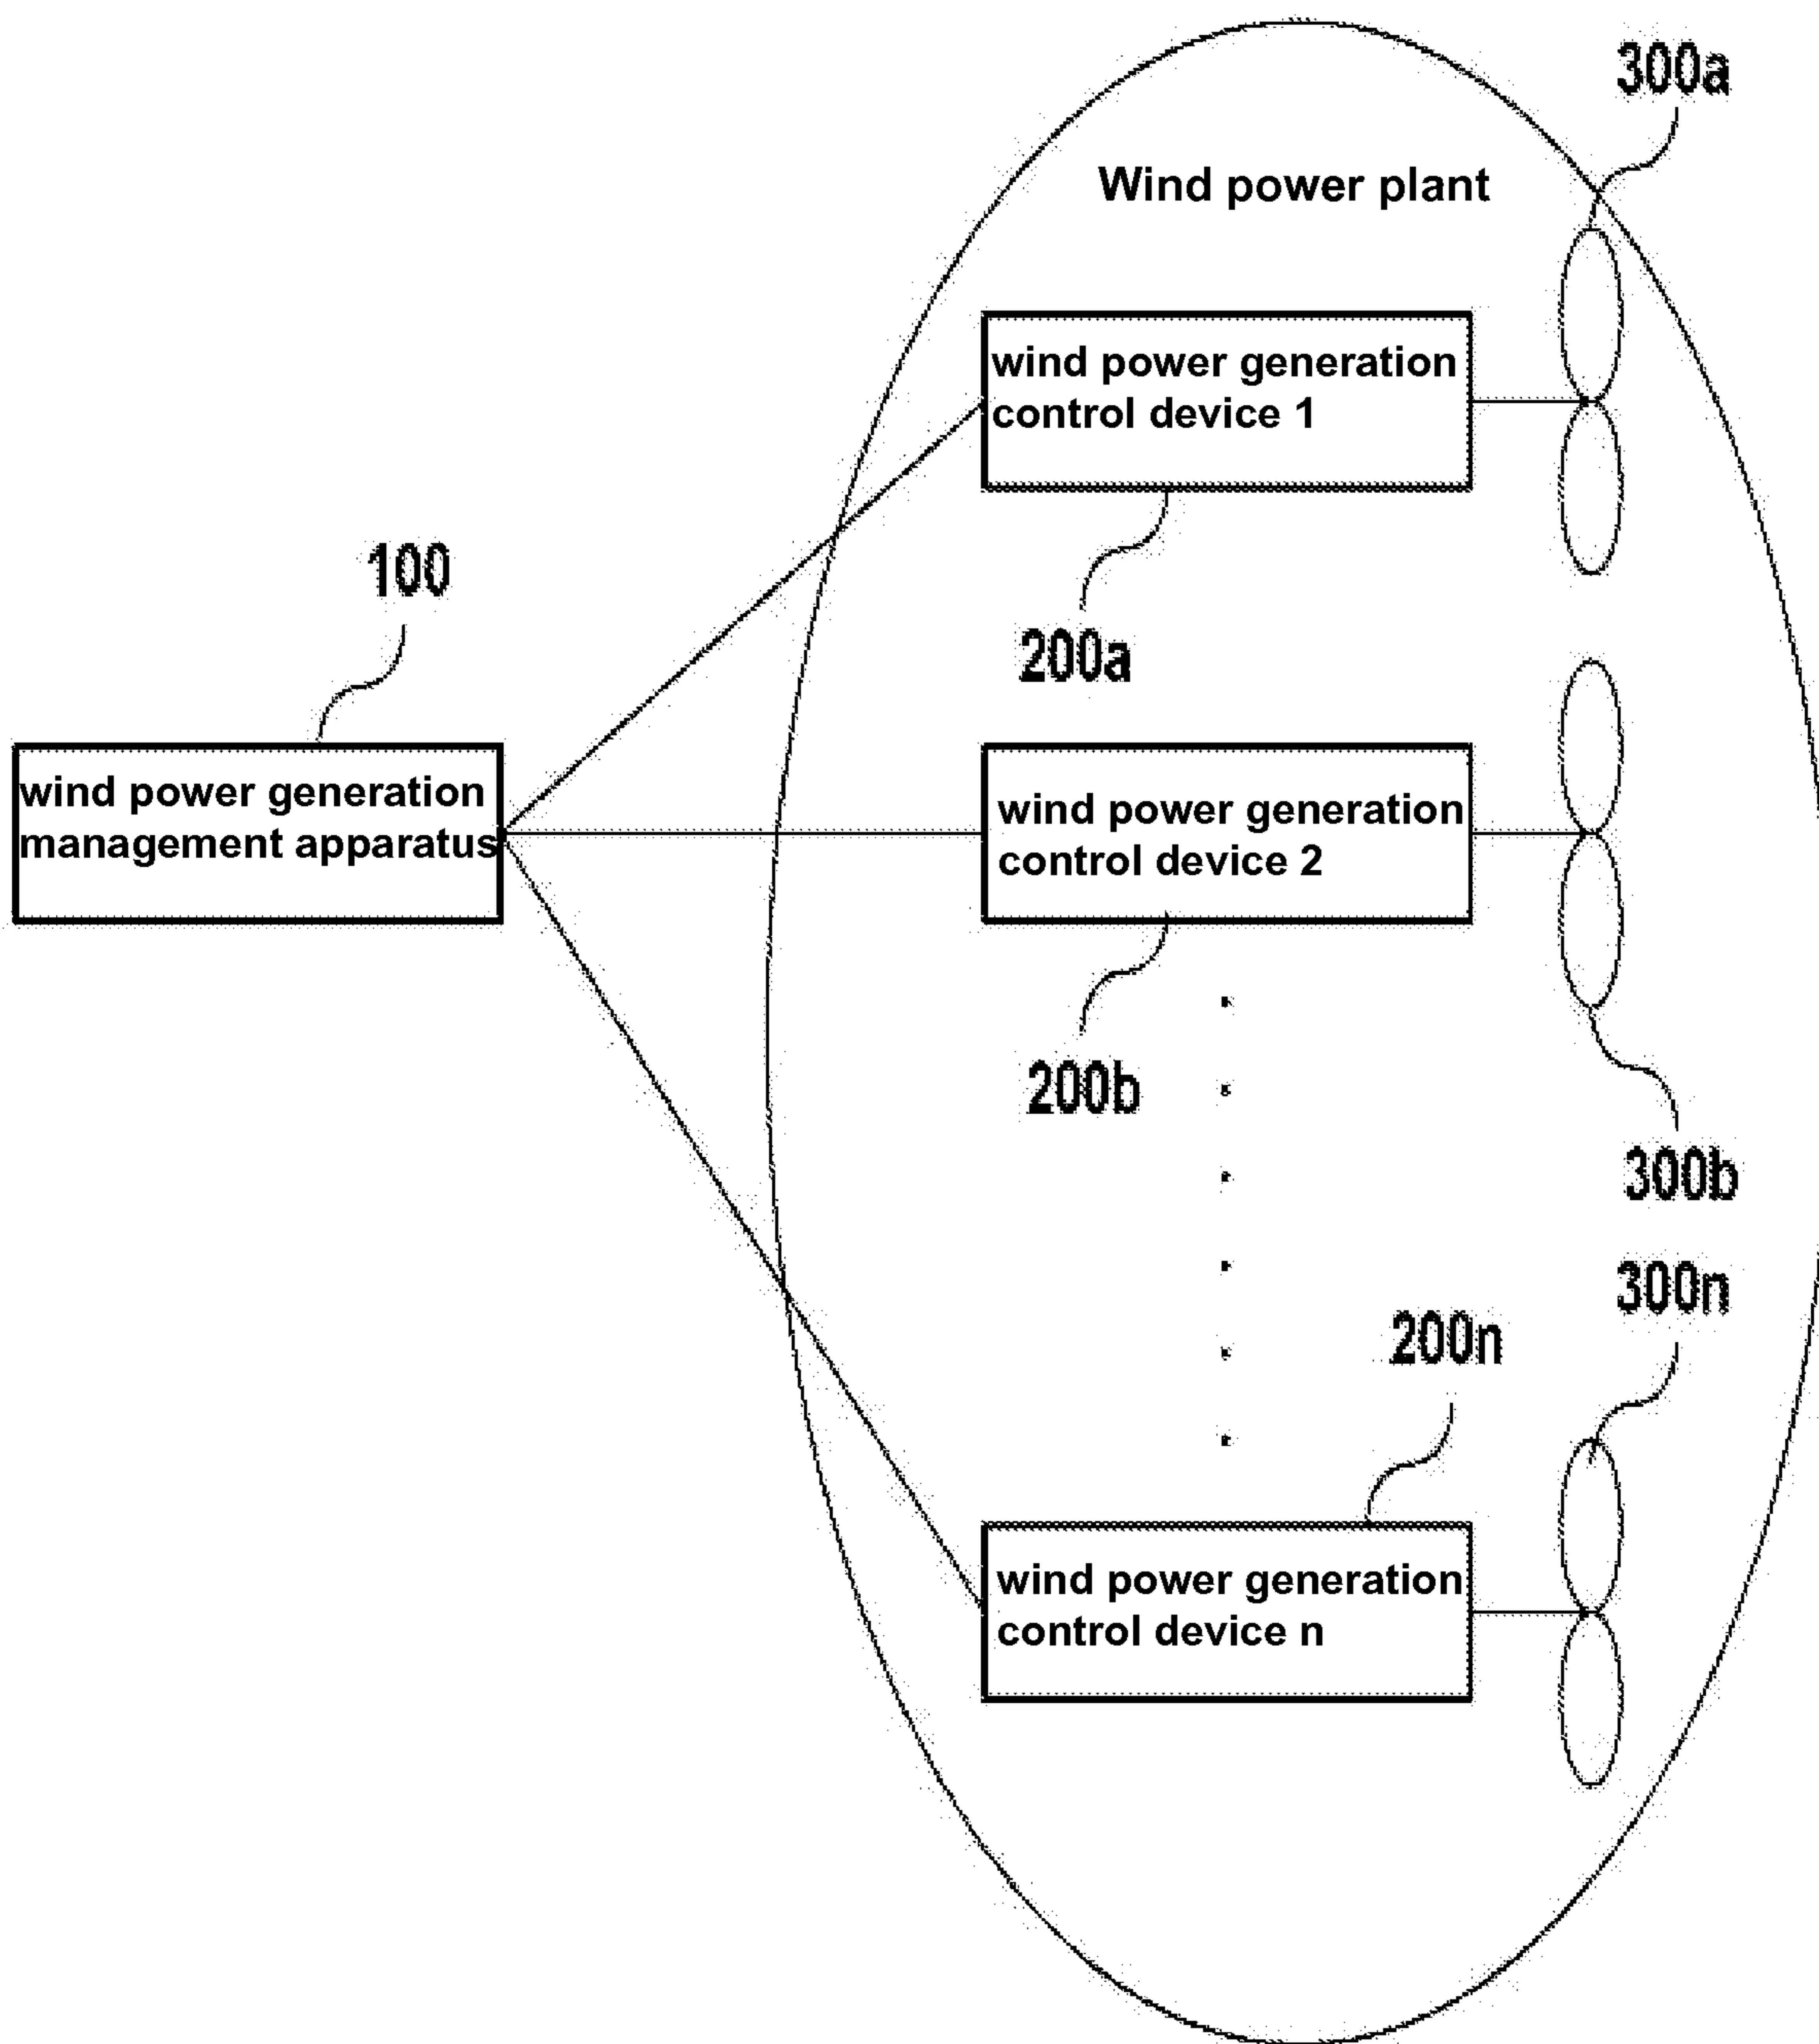 300a
Wind power plant
wind power generation
control device 1
200a
100
wind power generation
management apparatus
wind power generation
control device 2
200b
300b
300n
200n
wind power generation
control device n